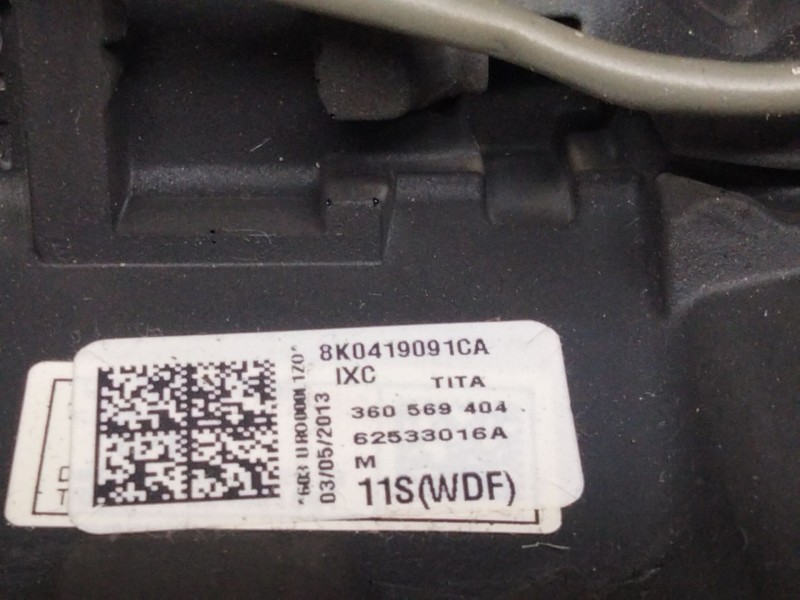 8K0419091CA
IXC TITA
360 569 404
62533016A
M
11S(WDF)
03/05/2013